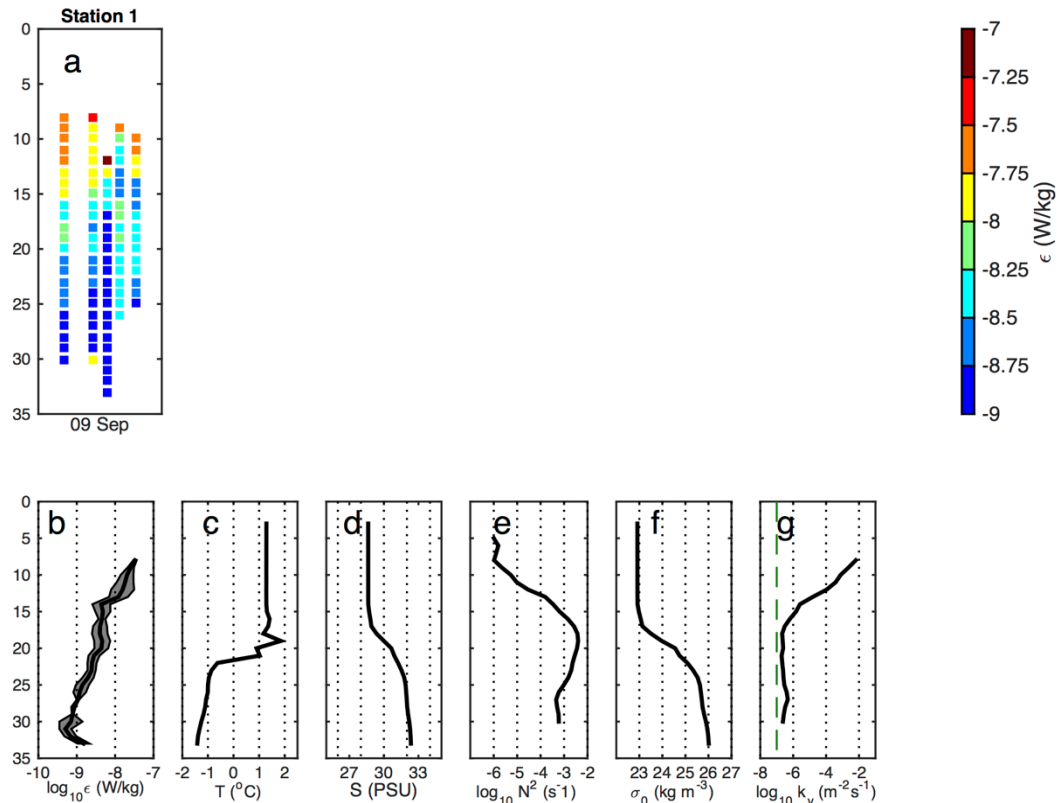 Station 1
a
0
5
10
15
20
25
30
35
09 Sep
-7
-7.25
-7.5
-7.75
-8
-8.25
-8.5
-8.75
-9
ϵ (W/kg)
b c d e f g
0
5
10
15
20
25
30
35
-10 -9 -8 -7
-2 -1 0 1 2
27 30 33
-6 -5 -4 -3 -2
23 24 25 26 27
-8 -6 -4 -2 -1
log₁₀ ϵ (W/kg)
T (°C)
S (PSU)
log₁₀ N² (s⁻¹)
σ₀ (kg m⁻³)
log₁₀ kᵥ (m⁻²s⁻¹)